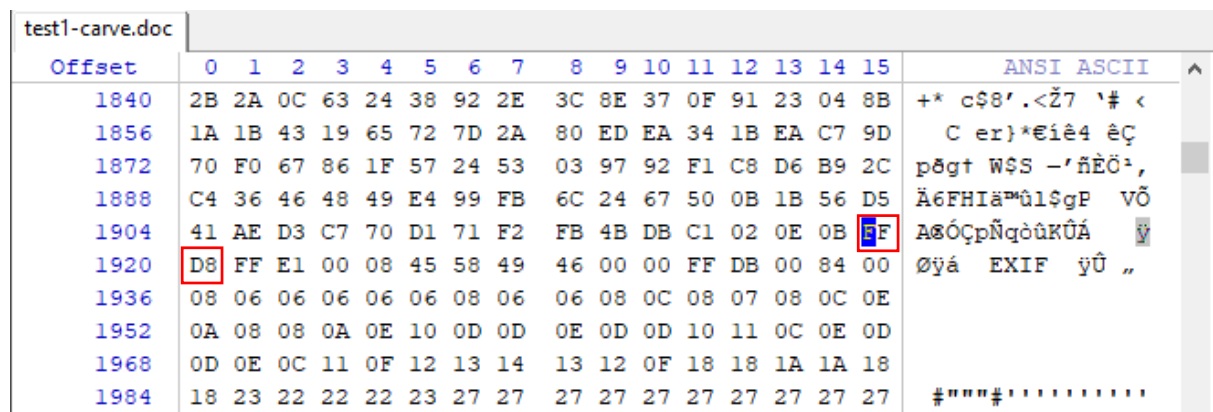 test1-carve.doc
Offset 0 1 2 3 4 5 6 7 8 9 10 11 12 13 14 15 ANSI ASCII
1840 2B 2A 0C 63 24 38 92 2E 3C 8E 37 0F 91 23 04 8B +* c$8’.<Ž7 ‘# <
1856 1A 1B 43 19 65 72 7D 2A 80 ED EA 34 1B EA C7 9D C er}*€íê4 êÇ
1872 70 F0 67 86 1F 57 24 53 03 97 92 F1 C8 D6 B9 2C pðg† W$S —’ñÈÖ¹,
1888 C4 36 46 48 49 E4 99 FB 6C 24 67 50 0B 1B 56 D5 Ä6FHIä™ûl$gP VÕ
1904 41 AE D3 C7 70 D1 71 F2 FB 4B DB C1 02 0E 0B FF A®ÓÇpÑqòûKÛÁ ÿ
1920 D8 FF E1 00 08 45 58 49 46 00 00 FF DB 00 84 00 Øÿá EXIF ÿÛ „
1936 08 06 06 06 06 06 08 06 06 08 0C 08 07 08 0C 0E
1952 0A 08 08 0A 0E 10 0D 0D 0E 0D 0D 10 11 0C 0E 0D
1968 0D 0E 0C 11 0F 12 13 14 13 12 0F 18 18 1A 1A 18
1984 18 23 22 22 22 23 27 27 27 27 27 27 27 27 27 27 #"""#''''''''''